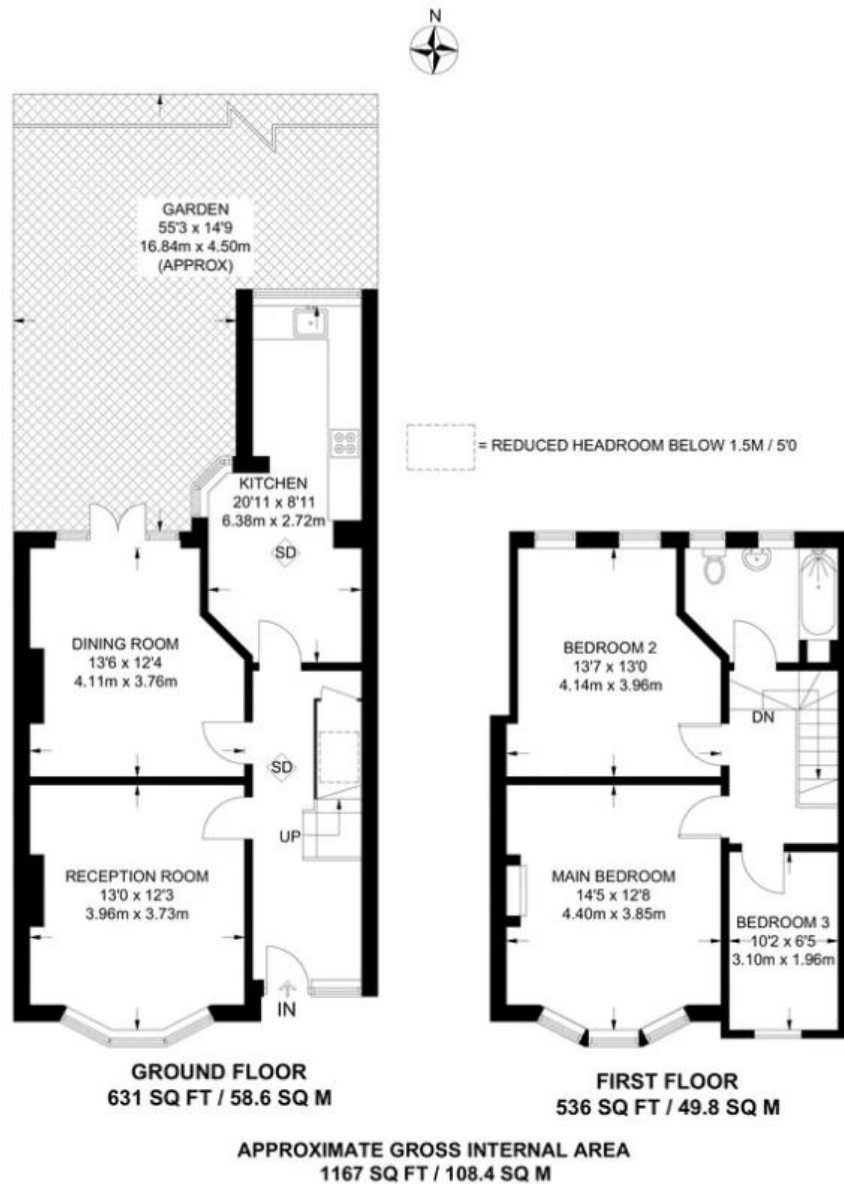 N
GARDEN
55'3 x 14'9
16.84m x 4.50m
(APPROX)
= REDUCED HEADROOM BELOW 1.5M / 5'0
KITCHEN
20'11 x 8'11
6.38m x 2.72m
SD
DINING ROOM
13'6 x 12'4
4.11m x 3.76m
SD
UP
RECEPTION ROOM
13'0 x 12'3
3.96m x 3.73m
IN
GROUND FLOOR
631 SQ FT / 58.6 SQ M
BEDROOM 2
13'7 x 13'0
4.14m x 3.96m
DN
MAIN BEDROOM
14'5 x 12'8
4.40m x 3.85m
BEDROOM 3
10'2 x 6'5
3.10m x 1.96m
FIRST FLOOR
536 SQ FT / 49.8 SQ M
APPROXIMATE GROSS INTERNAL AREA
1167 SQ FT / 108.4 SQ M